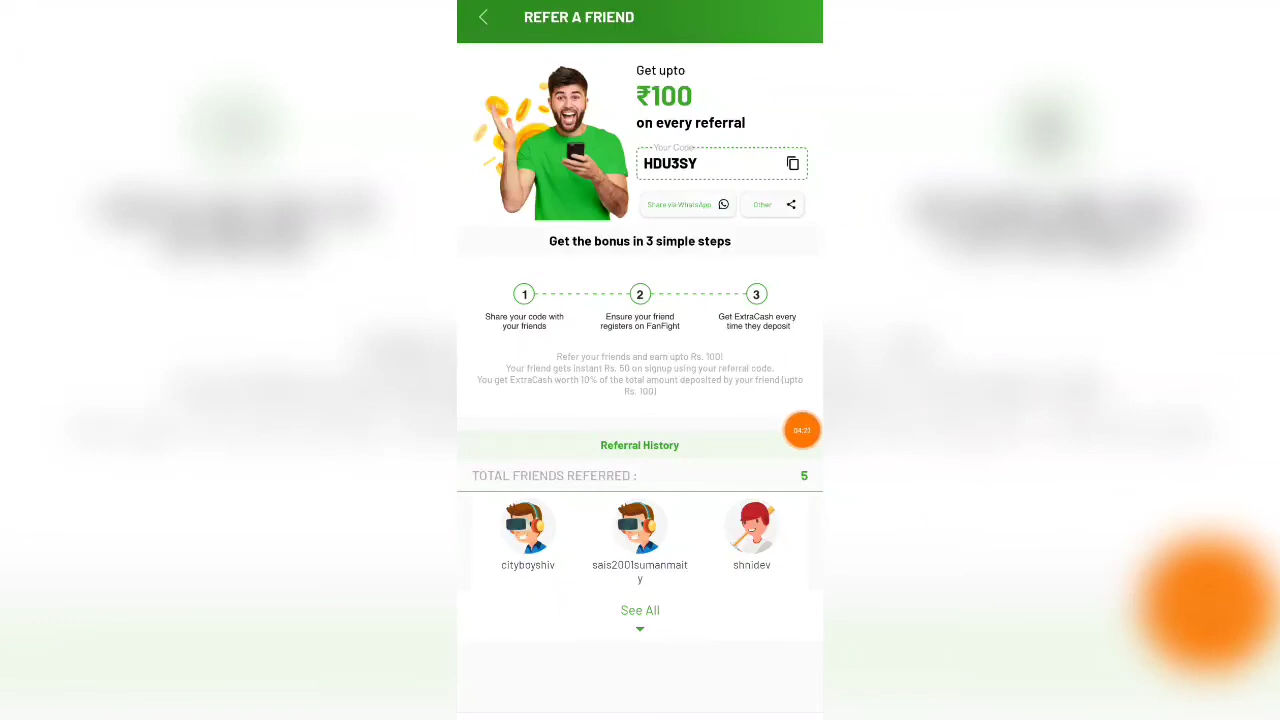 REFER A FRIEND
Get upto
₹100
on every referral
Your Code
HDU3SY
Share via WhatsApp
Other
Get the bonus in 3 simple steps
1
2
3
Share your code with
your friends
Ensure your friend
registers on FanFight
Get ExtraCash every
time they deposit
Refer your friends and earn upto Rs. 100!
Your friend gets instant Rs. 50 on signup using your referral code.
You get ExtraCash worth 10% of the total amount deposited by your friend (upto
Rs. 100)
04:21
Referral History
TOTAL FRIENDS REFERRED : 5
cityboyshiv
sais2001sumanmait
y
shnidev
See All